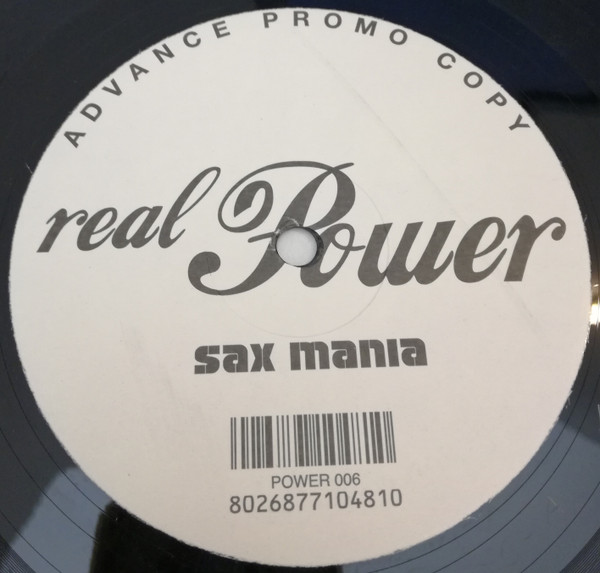 ADVANCE PROMO COPY
real Power
sax mania
POWER 006
8026877104810